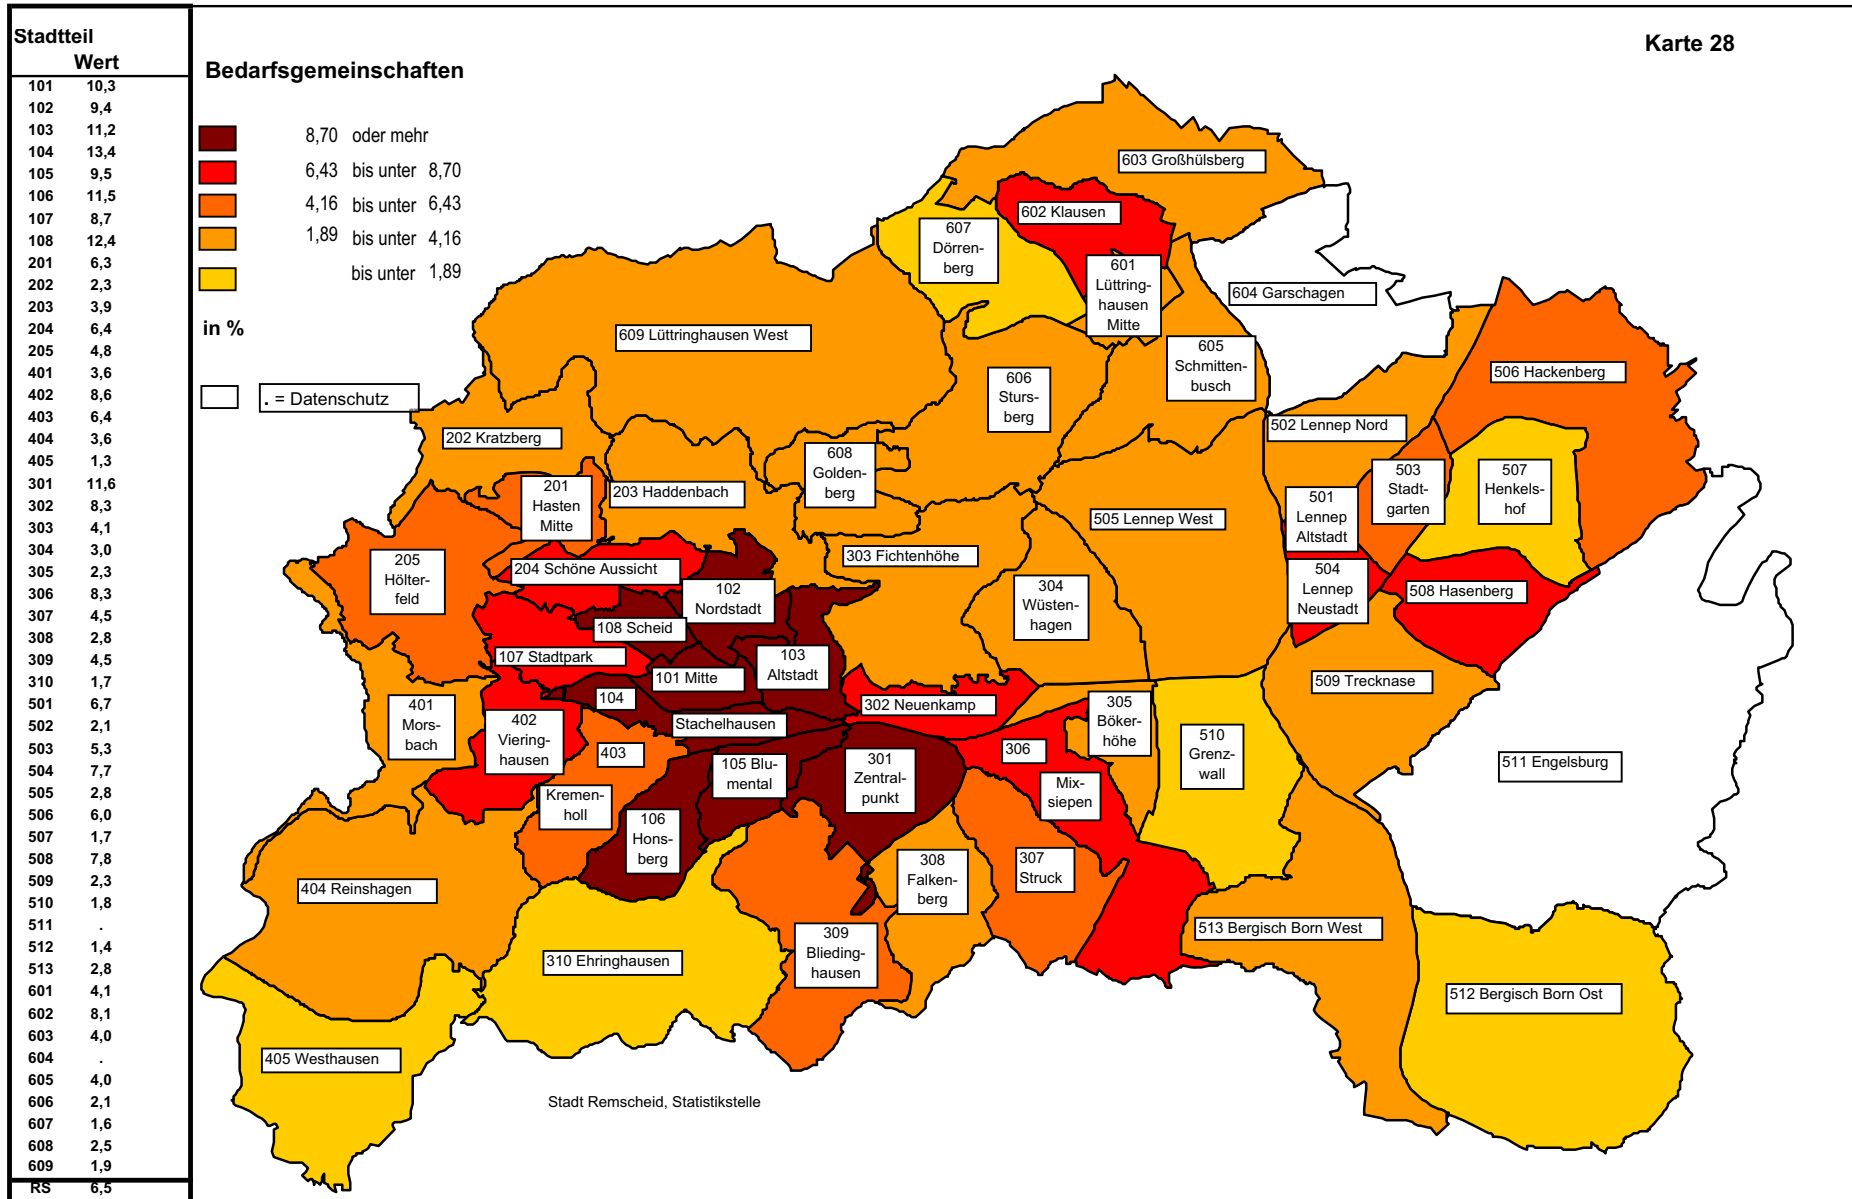 Stadtteil
Wert
101 10,3
102 9,4
103 11,2
104 13,4
105 9,5
106 11,5
107 8,7
108 12,4
201 6,3
202 2,3
203 3,9
204 6,4
205 4,8
401 3,6
402 8,6
403 6,4
404 3,6
405 1,3
301 11,6
302 8,3
303 4,1
304 3,0
305 2,3
306 8,3
307 4,5
308 2,8
309 4,5
310 1,7
501 6,7
502 2,1
503 5,3
504 7,7
505 2,8
506 6,0
507 1,7
508 7,8
509 2,3
510 1,8
511 .
512 1,4
513 2,8
601 4,1
602 8,1
603 4,0
604 .
605 4,0
606 2,1
607 1,6
608 2,5
609 1,9
RS 6,5
Karte 28
Bedarfsgemeinschaften
8,70 oder mehr
6,43 bis unter 8,70
4,16 bis unter 6,43
1,89 bis unter 4,16
bis unter 1,89
in %
. = Datenschutz
603 Großhülsberg
602 Klausen
607
Dörren-
berg
601
Lüttring-
hausen
Mitte
604 Garschagen
609 Lüttringhausen West
605
Schmitten-
busch
606
Sturs-
berg
506 Hackenberg
502 Lennep Nord
202 Kratzberg
608
Golden-
berg
503
Stadt-
garten
507
Henkels-
hof
201
Hasten
Mitte
203 Haddenbach
501
Lennep
Altstadt
505 Lennep West
303 Fichtenhöhe
205
Hölter-
feld
204 Schöne Aussicht
102
Nordstadt
304
Wüsten-
hagen
504
Lennep
Neustadt
508 Hasenberg
108 Scheid
107 Stadtpark
103
Altstadt
101 Mitte
509 Trecknase
104
Stachelhausen
302 Neuenkamp
305
Böker-
höhe
401
Mors-
bach
402
Viering-
hausen
403
Kremen-
holl
105 Blu-
mental
301
Zentral-
punkt
306
Mix-
siepen
510
Grenz-
wall
511 Engelsburg
106
Hons-
berg
307
Struck
308
Falken-
berg
404 Reinshagen
513 Bergisch Born West
309
Blieding-
hausen
310 Ehringhausen
512 Bergisch Born Ost
405 Westhausen
Stadt Remscheid, Statistikstelle